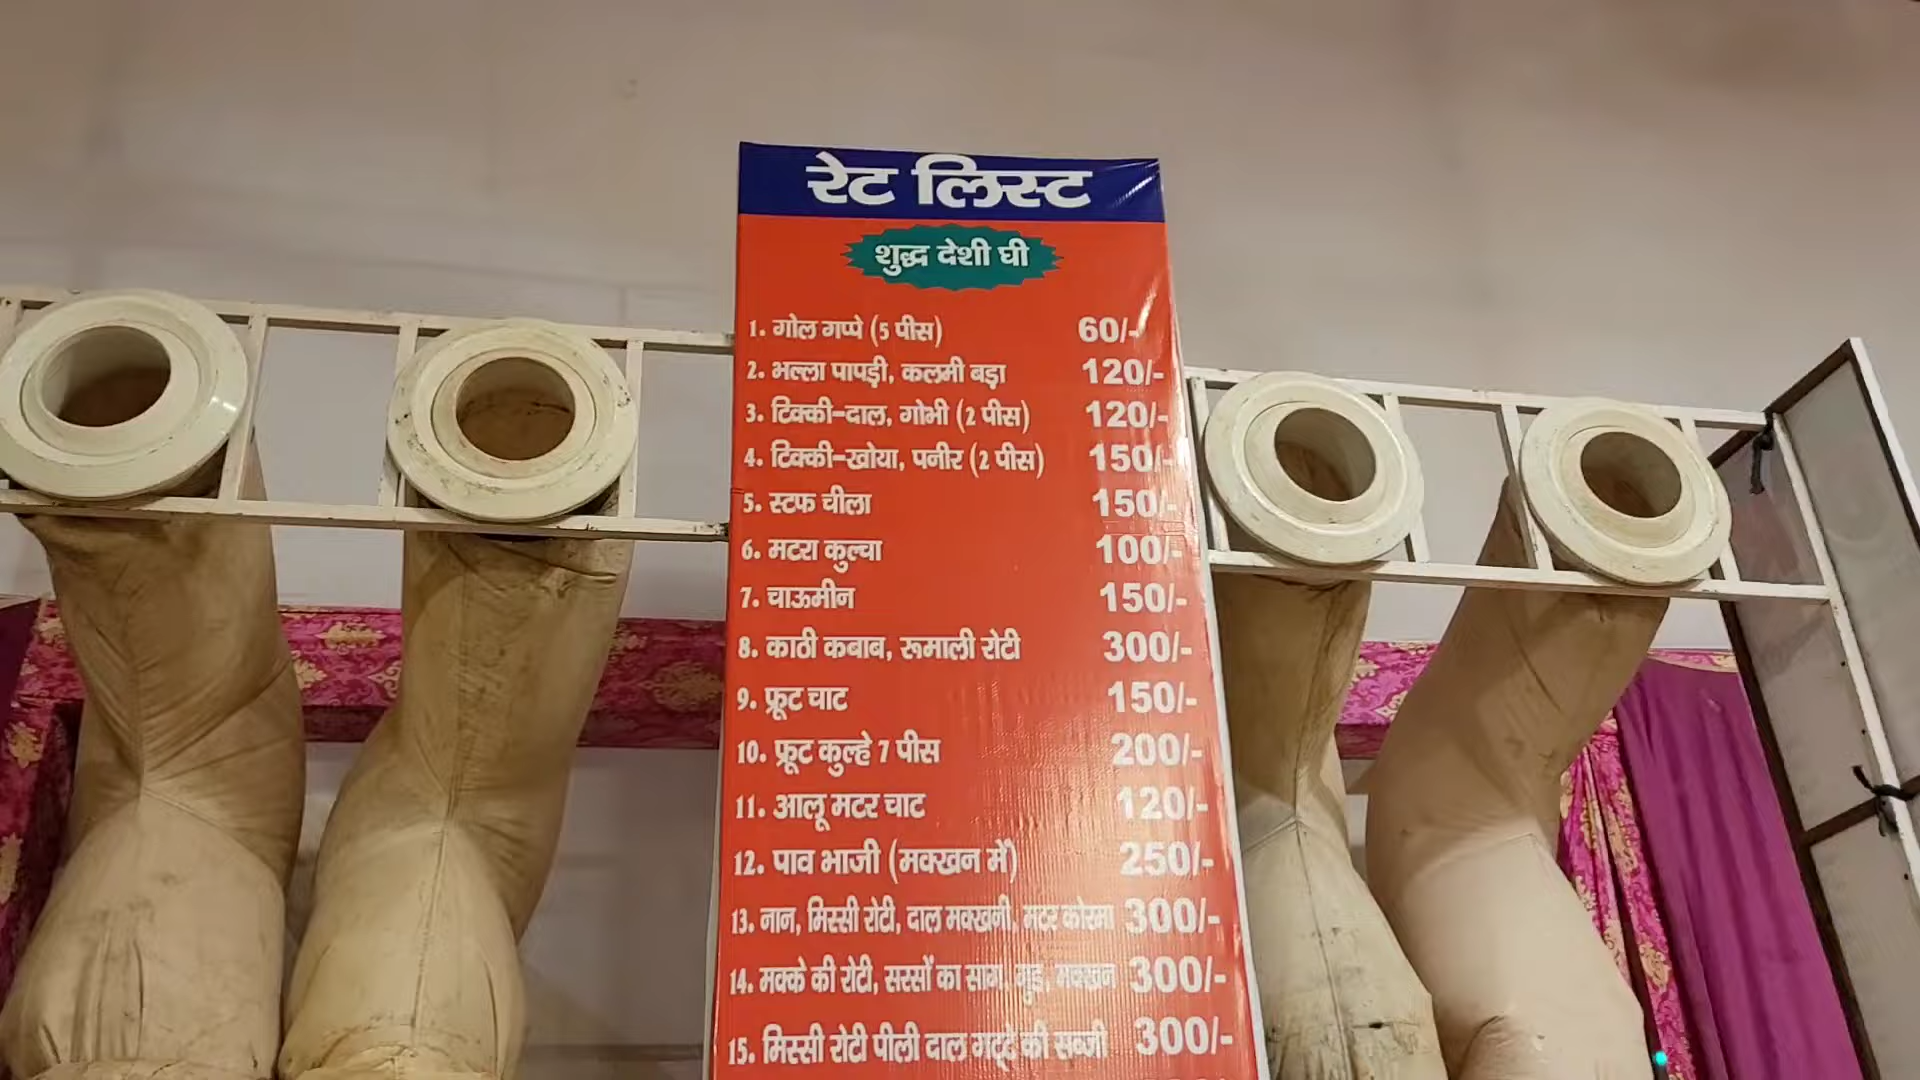 रेट लिस्ट
शुद्ध देशी घी
1. गोल गप्पे (5 पीस) 60/-
2. भल्ला पापड़ी, कलमी बड़ा 120/-
3. टिक्की-दाल, गोभी (2 पीस) 120/-
4. टिक्की-खोया, पनीर (2 पीस) 150/-
5. स्टफ चीला 150/-
6. मटरा कुल्चा 100/-
7. चाऊमीन 150/-
8. काठी कबाब, रूमाली रोटी 300/-
9. फ्रूट चाट 150/-
10. फ्रूट कुल्हे 7 पीस 200/-
11. आलू मटर चाट 120/-
12. पाव भाजी (मक्खन में) 250/-
13. नान, मिस्सी रोटी, दाल मक्खनी, मटर कोरमा 300/-
14. मक्के की रोटी, सरसों का साग, गुड़, मक्खन 300/-
15. मिस्सी रोटी पीली दाल गट्टे की सब्जी 300/-